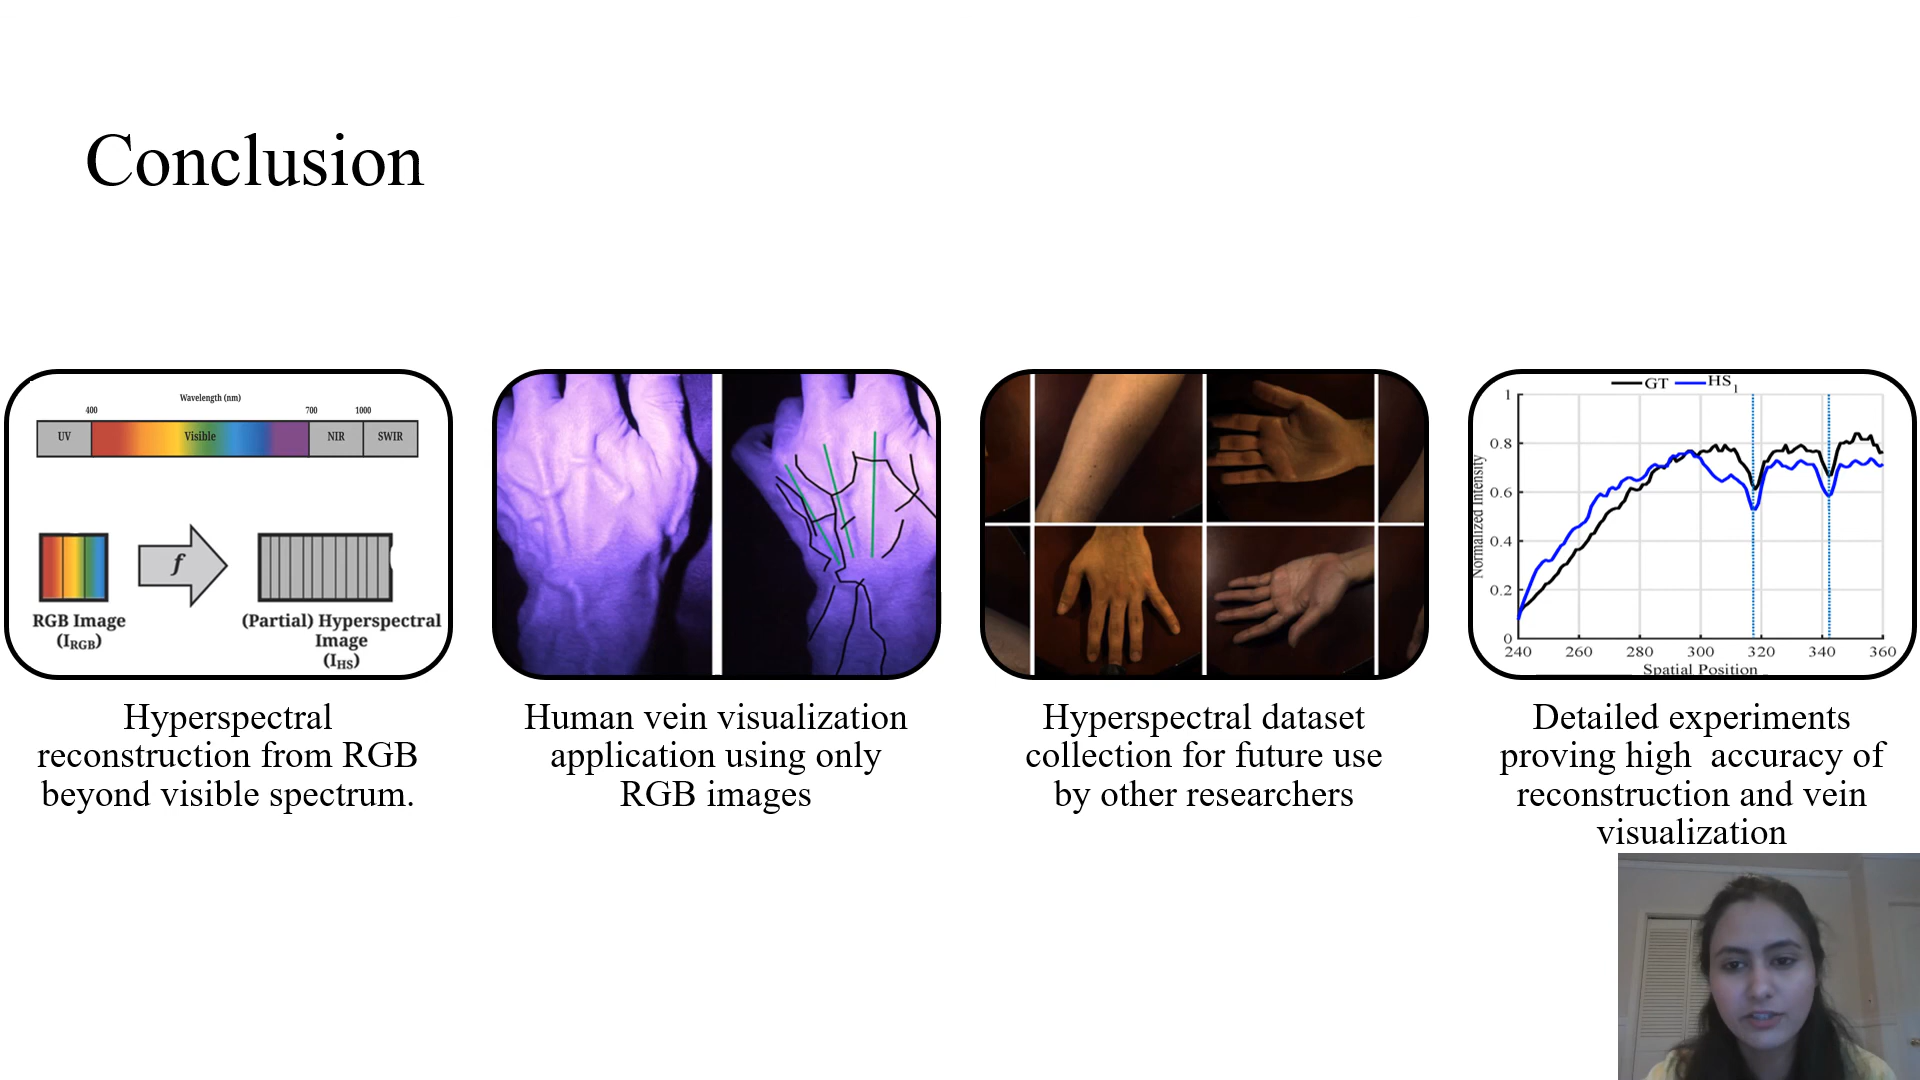 Conclusion
Wavelength (nm)
400 700 1000
UV Visible NIR SWIR
f
RGB Image
(I_RGB)
(Partial) Hyperspectral
Image
(I_HS)
Hyperspectral
reconstruction from RGB
beyond visible spectrum.
Human vein visualization
application using only
RGB images
Hyperspectral dataset
collection for future use
by other researchers
GT HS1
1
0.8
0.6
0.4
0.2
0
Normalized Intensity
240 260 280 300 320 340 360
Spatial Position
Detailed experiments
proving high  accuracy of
reconstruction and vein
visualization